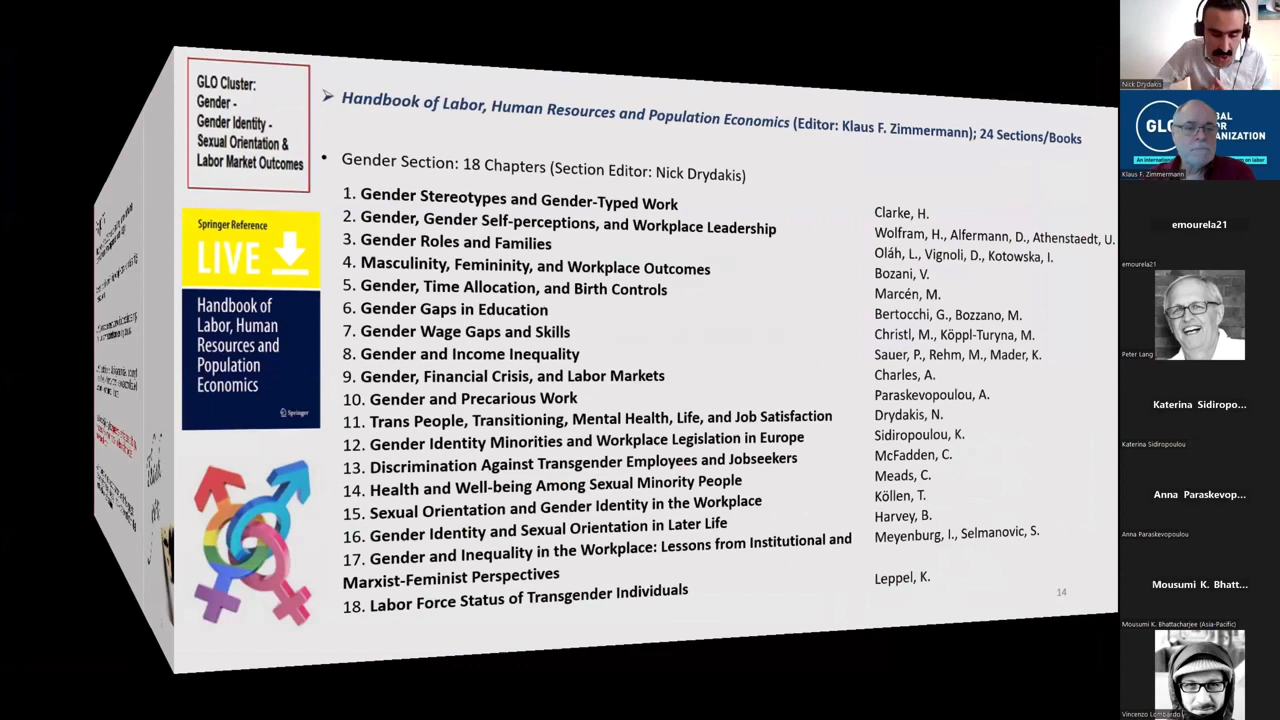 GLO Cluster:
Gender -
Gender Identity -
Sexual Orientation &
Labor Market Outcomes
Springer Reference
LIVE
Handbook of
Labor, Human
Resources and
Population
Economics
Springer
➢ Handbook of Labor, Human Resources and Population Economics (Editor: Klaus F. Zimmermann); 24 Sections/Books
• Gender Section: 18 Chapters (Section Editor: Nick Drydakis)
1. Gender Stereotypes and Gender-Typed Work
2. Gender, Gender Self-perceptions, and Workplace Leadership
3. Gender Roles and Families
4. Masculinity, Femininity, and Workplace Outcomes
5. Gender, Time Allocation, and Birth Controls
6. Gender Gaps in Education
7. Gender Wage Gaps and Skills
8. Gender and Income Inequality
9. Gender, Financial Crisis, and Labor Markets
10. Gender and Precarious Work
11. Trans People, Transitioning, Mental Health, Life, and Job Satisfaction
12. Gender Identity Minorities and Workplace Legislation in Europe
13. Discrimination Against Transgender Employees and Jobseekers
14. Health and Well-being Among Sexual Minority People
15. Sexual Orientation and Gender Identity in the Workplace
16. Gender Identity and Sexual Orientation in Later Life
17. Gender and Inequality in the Workplace: Lessons from Institutional and
Marxist-Feminist Perspectives
18. Labor Force Status of Transgender Individuals
Clarke, H.
Wolfram, H., Alfermann, D., Athenstaedt, U.
Oláh, L., Vignoli, D., Kotowska, I.
Bozani, V.
Marcén, M.
Bertocchi, G., Bozzano, M.
Christl, M., Köppl-Turyna, M.
Sauer, P., Rehm, M., Mader, K.
Charles, A.
Paraskevopoulou, A.
Drydakis, N.
Sidiropoulou, K.
McFadden, C.
Meads, C.
Köllen, T.
Harvey, B.
Meyenburg, I., Selmanovic, S.
Leppel, K.
14
Nick Drydakis
GLO
Klaus F. Zimmermann
emourela21
emourela21
Peter Lang
Katerina Sidiropo...
Katerina Sidiropoulou
Anna Paraskevop...
Anna Paraskevopoulou
Mousumi K. Bhatt...
Mousumi K. Bhattacharjee (Asia-Pacific)
Vincenzo Lombardo